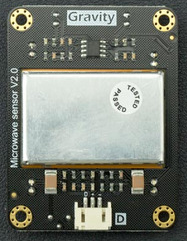 Gravity
Microwave sensor V2.0
TESTED
PASSED
D